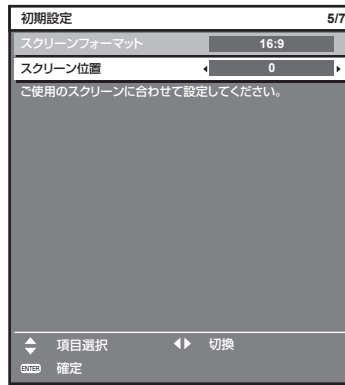 初期設定 5/7
スクリーンフォーマット 16:9
スクリーン位置 0
ご使用のスクリーンに合わせて設定してください。
項目選択 切換
ENTER 確定